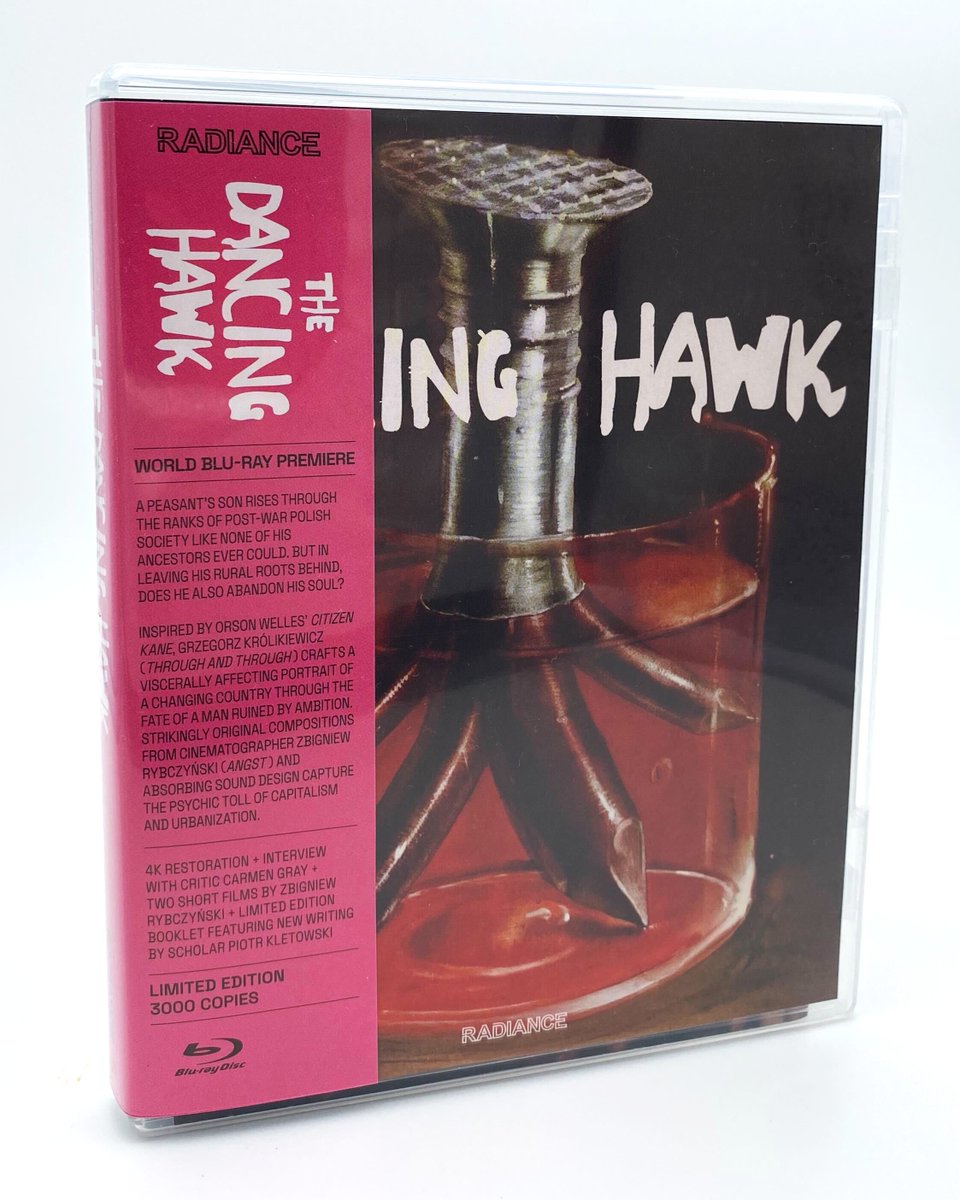 RADIANCE
THE
DANCING
HAWK
WORLD BLU-RAY PREMIERE
A PEASANT'S SON RISES THROUGH
THE RANKS OF POST-WAR POLISH
SOCIETY LIKE NONE OF HIS
ANCESTORS EVER COULD. BUT IN
LEAVING HIS RURAL ROOTS BEHIND,
DOES HE ALSO ABANDON HIS SOUL?
INSPIRED BY ORSON WELLES' CITIZEN
KANE, GRZEGORZ KRÓLIKIEWICZ
(THROUGH AND THROUGH) CRAFTS A
VISCERALLY AFFECTING PORTRAIT OF
A CHANGING COUNTRY THROUGH THE
FATE OF A MAN RUINED BY AMBITION.
STRIKINGLY ORIGINAL COMPOSITIONS
FROM CINEMATOGRAPHER ZBIGNIEW
RYBCZYŃSKI (ANGST) AND
ABSORBING SOUND DESIGN CAPTURE
THE PSYCHIC TOLL OF CAPITALISM
AND URBANIZATION.
4K RESTORATION + INTERVIEW
WITH CRITIC CARMEN GRAY +
TWO SHORT FILMS BY ZBIGNIEW
RYBCZYŃSKI + LIMITED EDITION
BOOKLET FEATURING NEW WRITING
BY SCHOLAR PIOTR KLETOWSKI
LIMITED EDITION
3000 COPIES
Blu-ray Disc
ING HAWK
RADIANCE
THE DANCING HAWK